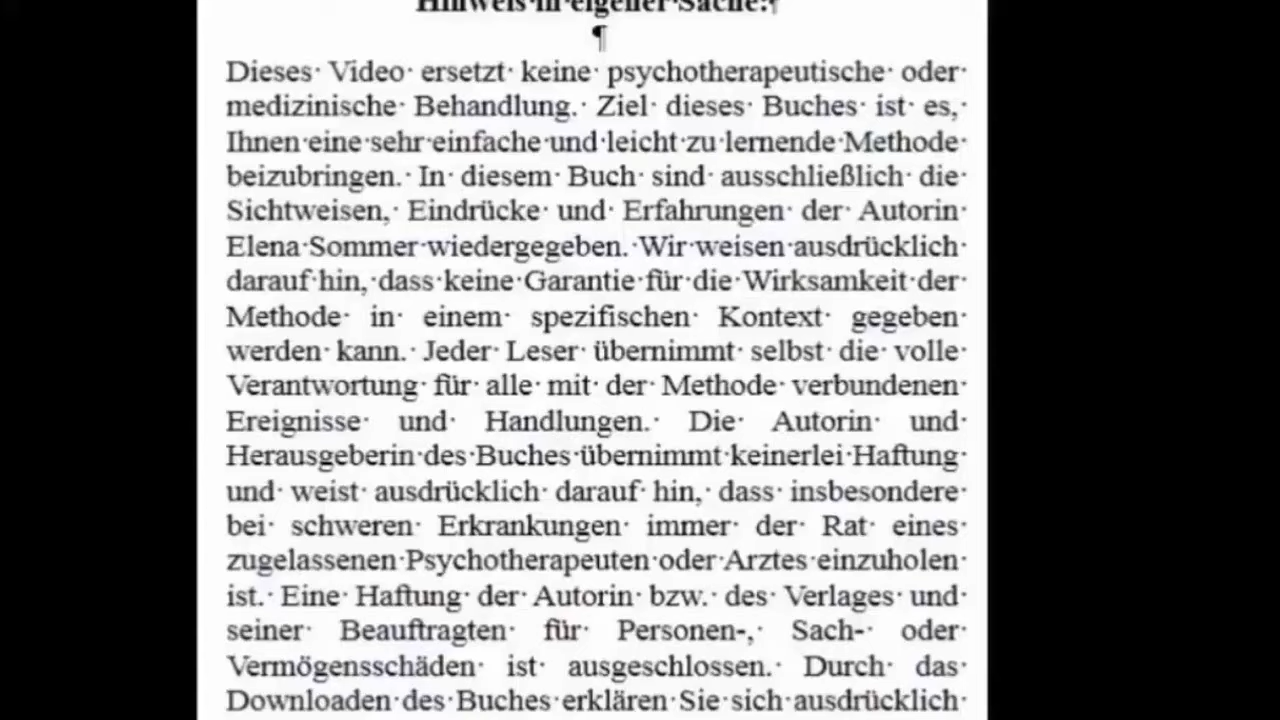 Hinweis in eigener Sache:¶
¶
Dieses Video ersetzt keine psychotherapeutische oder
medizinische Behandlung. Ziel dieses Buches ist es,
Ihnen eine sehr einfache und leicht zu lernende Methode
beizubringen. In diesem Buch sind ausschließlich die
Sichtweisen, Eindrücke und Erfahrungen der Autorin
Elena Sommer wiedergegeben. Wir weisen ausdrücklich
darauf hin, dass keine Garantie für die Wirksamkeit der
Methode in einem spezifischen Kontext gegeben
werden kann. Jeder Leser übernimmt selbst die volle
Verantwortung für alle mit der Methode verbundenen
Ereignisse und Handlungen. Die Autorin und
Herausgeberin des Buches übernimmt keinerlei Haftung
und weist ausdrücklich darauf hin, dass insbesondere
bei schweren Erkrankungen immer der Rat eines
zugelassenen Psychotherapeuten oder Arztes einzuholen
ist. Eine Haftung der Autorin bzw. des Verlages und
seiner Beauftragten für Personen-, Sach- oder
Vermögensschäden ist ausgeschlossen. Durch das
Downloaden des Buches erklären Sie sich ausdrücklich